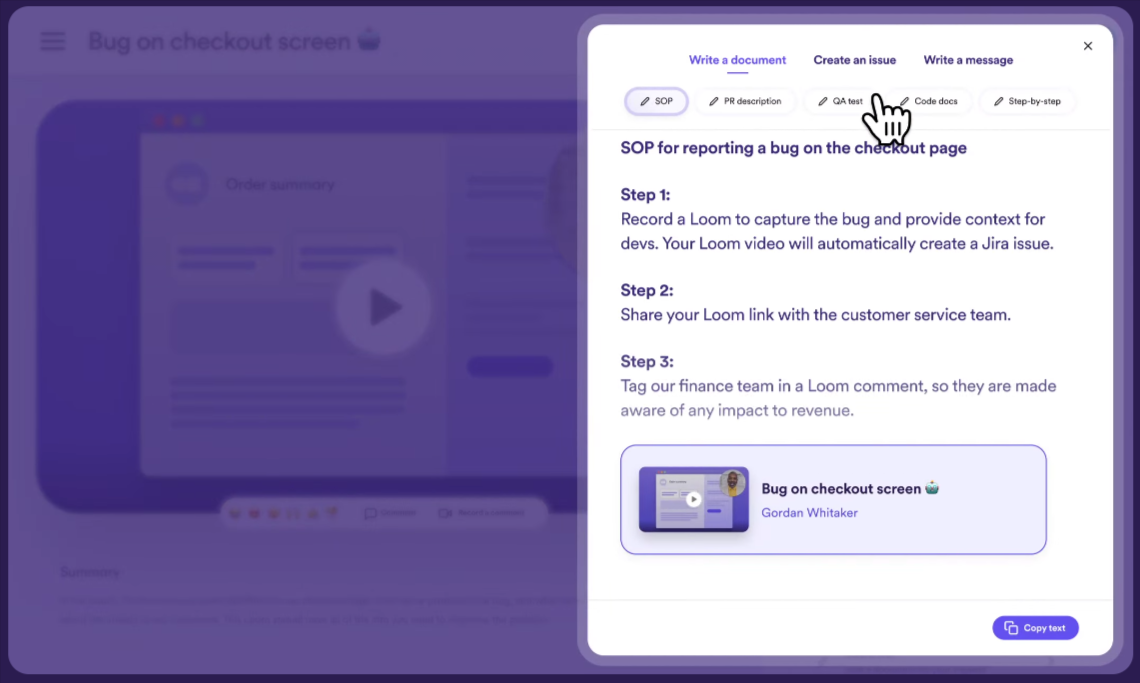 Bug on checkout screen
Order summary
Summary
Write a document
Create an issue
Write a message
SOP
PR description
QA test
Code docs
Step-by-step
SOP for reporting a bug on the checkout page
Step 1:
Record a Loom to capture the bug and provide context for
devs. Your Loom video will automatically create a Jira issue.
Step 2:
Share your Loom link with the customer service team.
Step 3:
Tag our finance team in a Loom comment, so they are made
aware of any impact to revenue.
Bug on checkout screen
Gordan Whitaker
Copy text